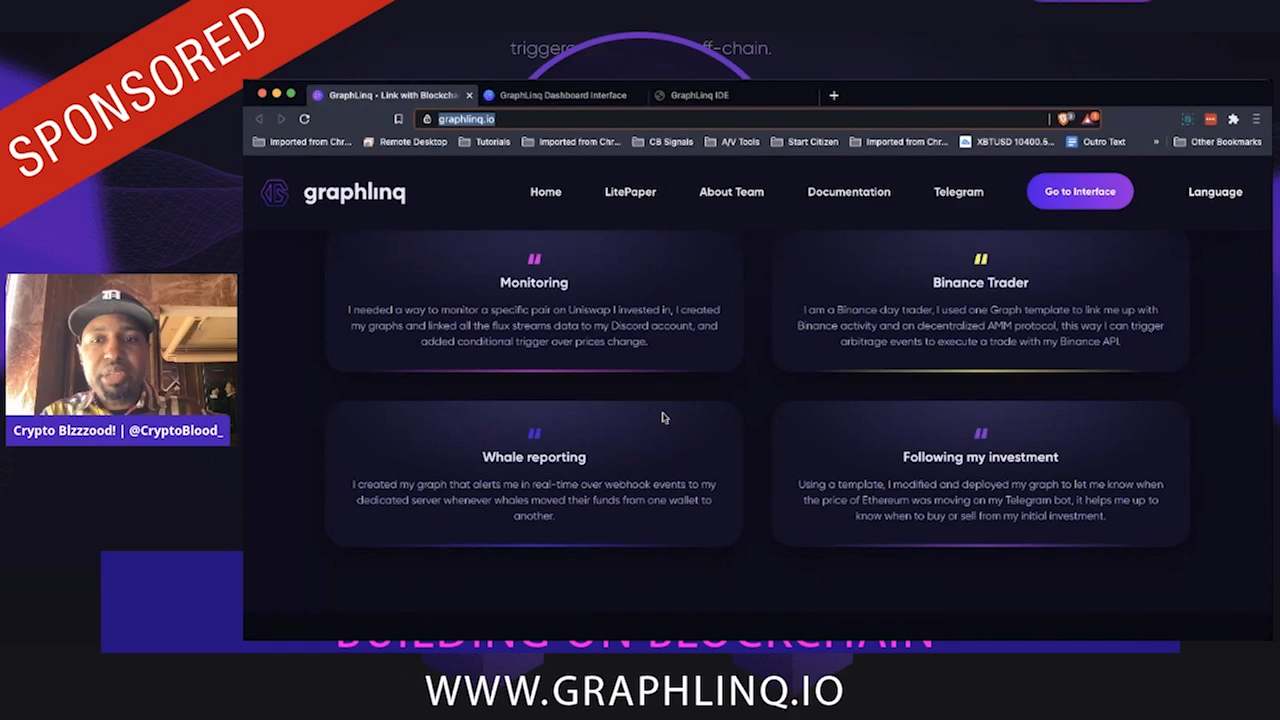 SPONSORED
triggers ff-chain.
GraphLinq - Link with Blockcha
GraphLinq Dashboard Interface
GraphLinq IDE
graphlinq.io
Imported from Chr...
Remote Desktop
Tutorials
Imported from Chr...
CB Signals
A/V Tools
Start Citizen
Imported from Chr...
XBTUSD 10400.5...
Outro Text
»
Other Bookmarks
graphlinq
Home
LitePaper
About Team
Documentation
Telegram
Go to Interface
Language
Monitoring
I needed a way to monitor a specific pair on Uniswap I invested in, I created
my graphs and linked all the flux streams data to my Discord account, and
added conditional trigger over prices change.
Binance Trader
I am a Binance day trader, I used one Graph template to link me up with
Binance activity and on decentralized AMM protocol, this way I can trigger
arbitrage events to execute a trade with my Binance API.
Whale reporting
I created my graph that alerts me in real-time over webhook events to my
dedicated server whenever whales moved their funds from one wallet to
another.
Following my investment
Using a template, I modified and deployed my graph to let me know when
the price of Ethereum was moving on my Telegram bot, it helps me up to
know when to buy or sell from my initial investment.
Crypto Blzzzood! | @CryptoBlood_
BUILDING ON BLOCKCHAIN
WWW.GRAPHLINQ.IO